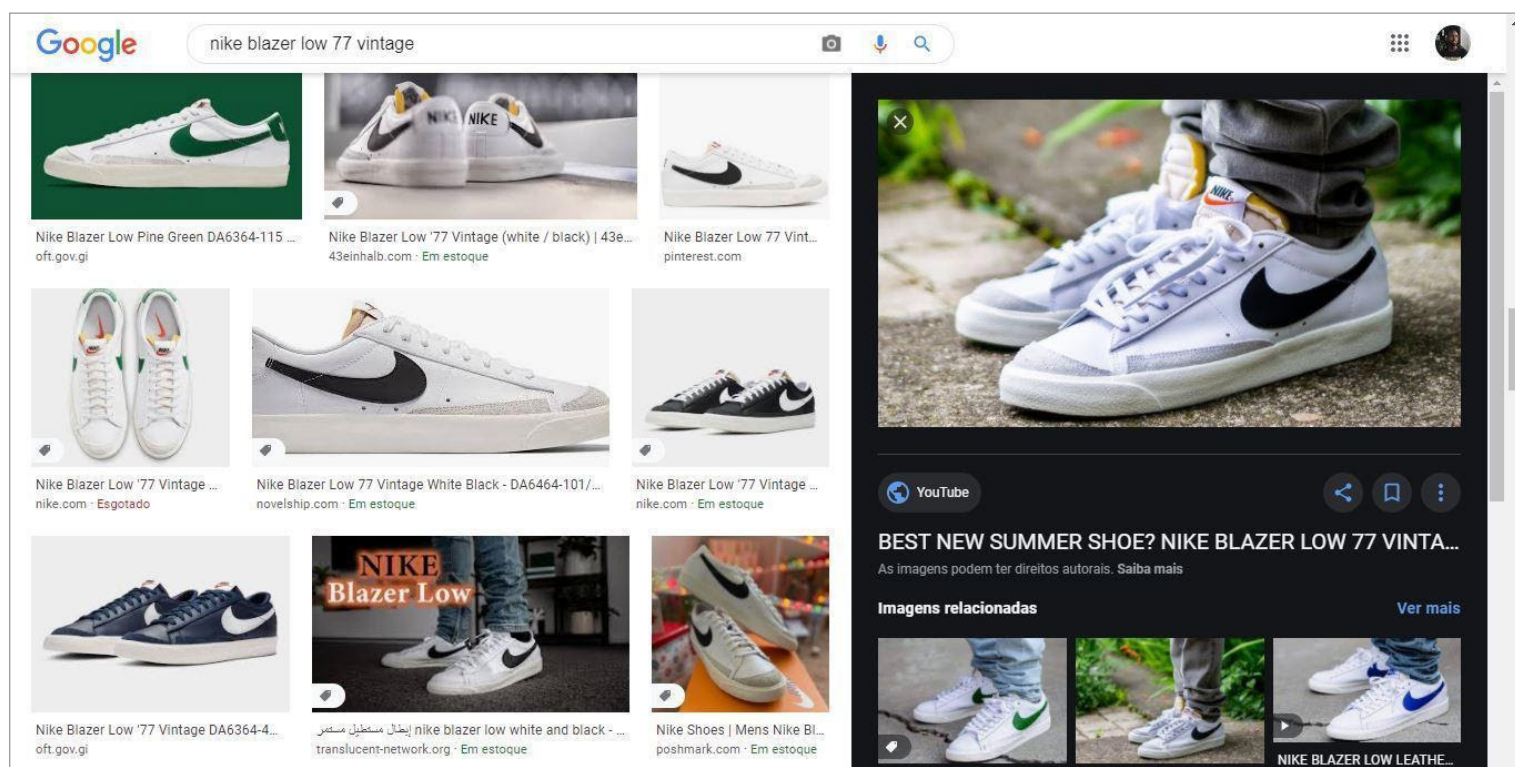 Google
nike blazer low 77 vintage
NIKE NIKE
Nike Blazer Low Pine Green DA6364-115 ...
oft.gov.gi
Nike Blazer Low '77 Vintage (white / black) | 43e...
43einhalb.com · Em estoque
Nike Blazer Low 77 Vint...
pinterest.com
Nike Blazer Low '77 Vintage ...
nike.com · Esgotado
Nike Blazer Low 77 Vintage White Black - DA6464-101/...
novelship.com · Em estoque
Nike Blazer Low '77 Vintage ...
nike.com · Em estoque
NIKE
Blazer Low
Nike Blazer Low '77 Vintage DA6364-4...
oft.gov.gi
إبطال مستطيل مستمر nike blazer low white and black - ...
translucent-network.org · Em estoque
Nike Shoes | Mens Nike Bl...
poshmark.com · Em estoque
NIKE
YouTube
BEST NEW SUMMER SHOE? NIKE BLAZER LOW 77 VINTA...
As imagens podem ter direitos autorais. Saiba mais
Imagens relacionadas
Ver mais
NIKE BLAZER LOW LEATHE...